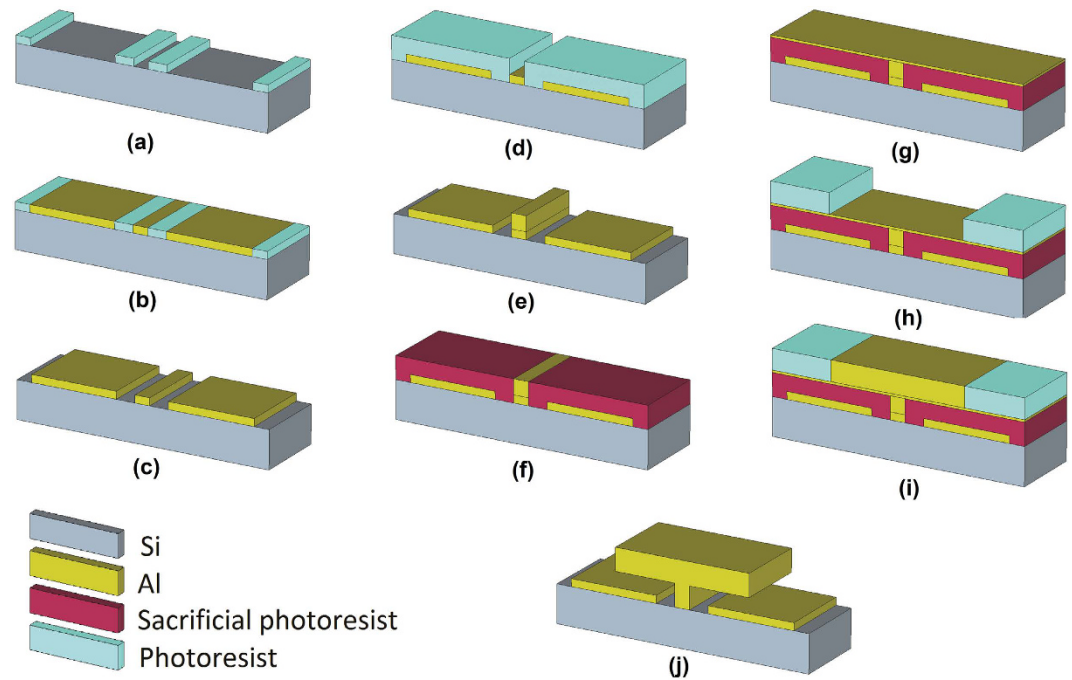 (a)
(d)
(g)
(b)
(e)
(h)
(c)
(f)
(i)
Si
Al
Sacrificial photoresist
Photoresist
(j)